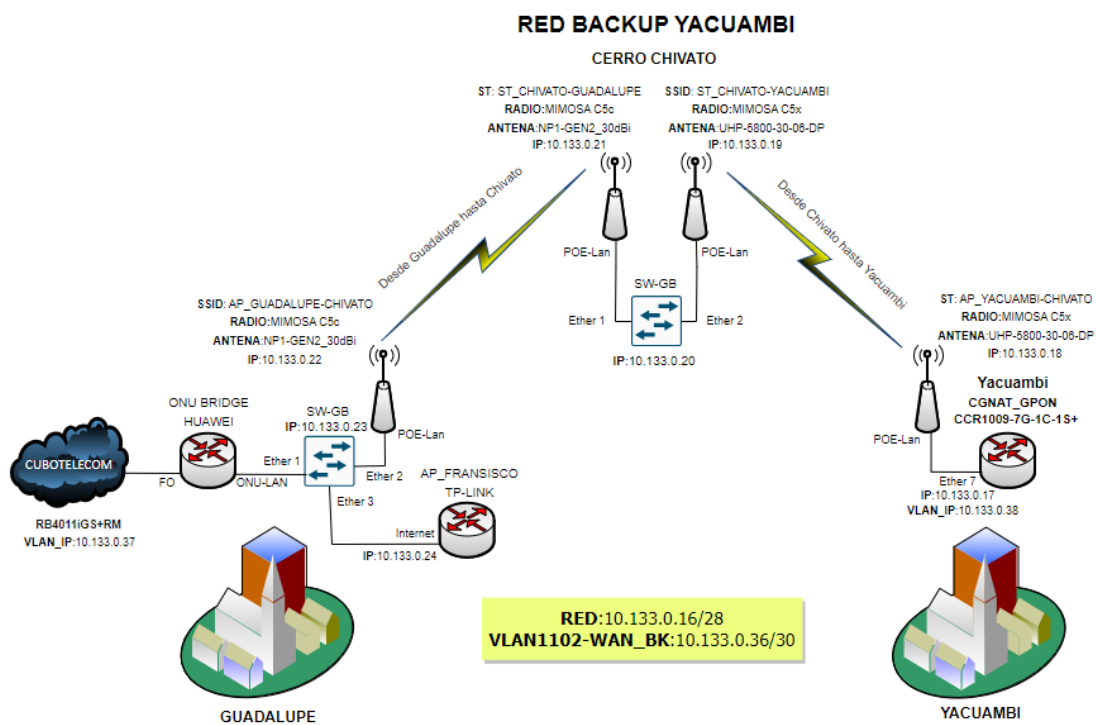 RED BACKUP YACUAMBI
CERRO CHIVATO
ST: ST_CHIVATO-GUADALUPE
RADIO:MIMOSA C5c
ANTENA:NP1-GEN2_30dBi
IP:10.133.0.21
SSID: ST_CHIVATO-YACUAMBI
RADIO:MIMOSA C5x
ANTENA:UHP-5800-30-06-DP
IP:10.133.0.19
Desde Guadalupe hasta Chivato
Desde Chivato hasta Yacuambi
POE-Lan
POE-Lan
SW-GB
Ether 1
Ether 2
IP:10.133.0.20
SSID: AP_GUADALUPE-CHIVATO
RADIO:MIMOSA C5c
ANTENA:NP1-GEN2_30dBi
IP:10.133.0.22
ST: AP_YACUAMBI-CHIVATO
RADIO:MIMOSA C5x
ANTENA:UHP-5800-30-06-DP
IP:10.133.0.18
Yacuambi
CGNAT_GPON
CCR1009-7G-1C-1S+
POE-Lan
Ether 7
IP:10.133.0.17
VLAN_IP:10.133.0.38
ONU BRIDGE
HUAWEI
SW-GB
IP:10.133.0.23
POE-Lan
Ether 1
Ether 2
Ether 3
CUBOTELECOM
FO
ONU-LAN
AP_FRANSISCO
TP-LINK
Internet
IP:10.133.0.24
RB4011iGS+RM
VLAN_IP:10.133.0.37
RED:10.133.0.16/28
VLAN1102-WAN_BK:10.133.0.36/30
GUADALUPE
YACUAMBI